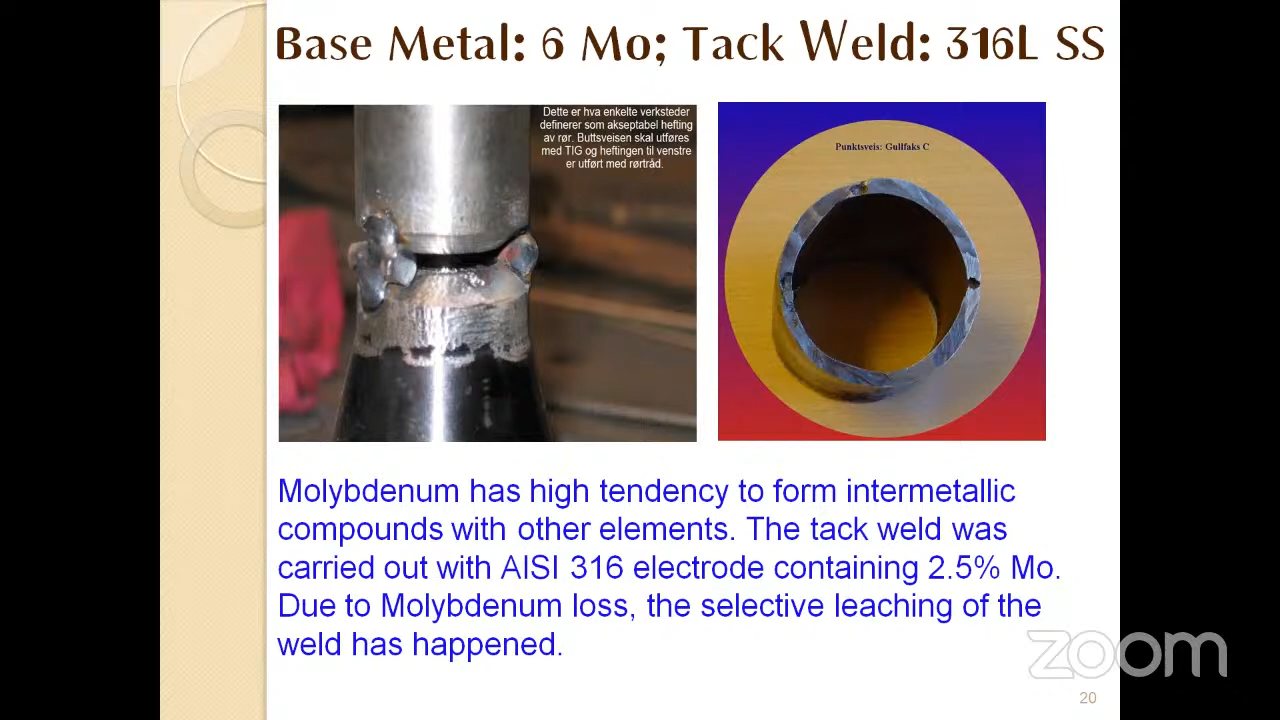 Base Metal: 6 Mo; Tack Weld: 316L SS
Dette er hva enkelte verksteder
definerer som akseptabel hefting
av rør. Buttsveisen skal utføres
med TIG og heftingen til venstre
er utført med rørtråd.
Punktsveis: Gullfaks C
Molybdenum has high tendency to form intermetallic
compounds with other elements. The tack weld was
carried out with AISI 316 electrode containing 2.5% Mo.
Due to Molybdenum loss, the selective leaching of the
weld has happened.
zoom
20